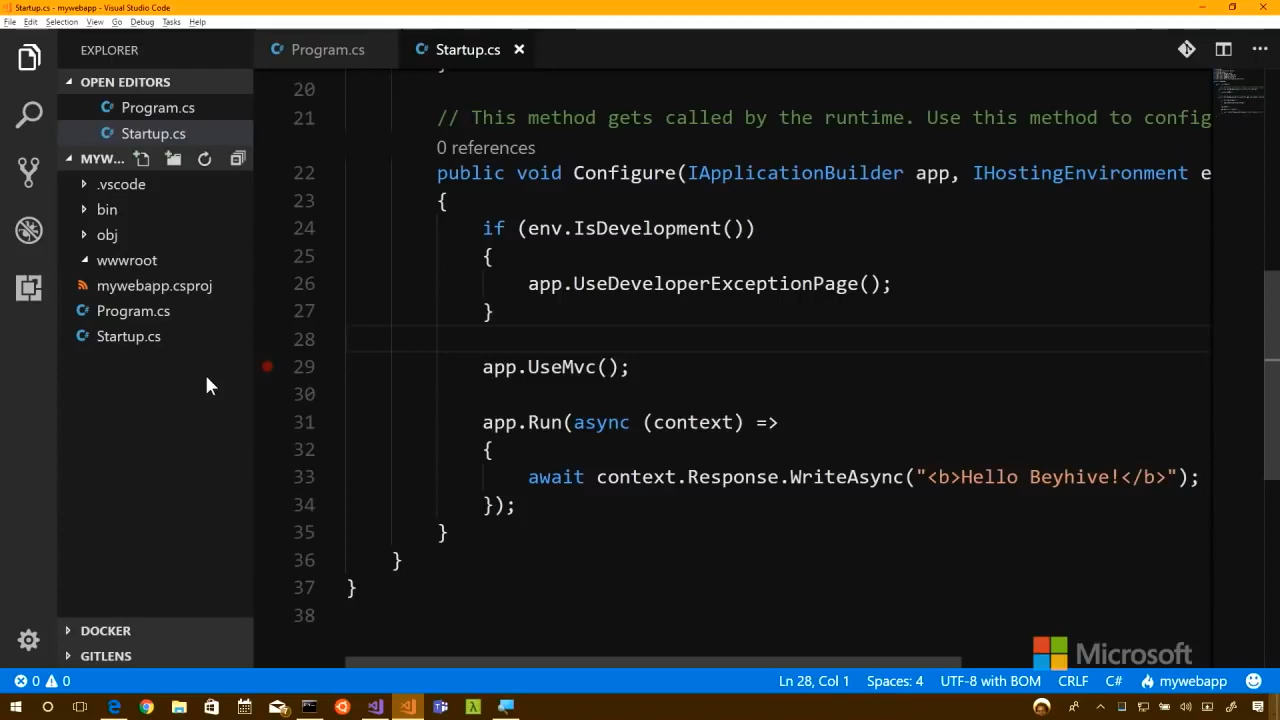 Startup.cs - mywebapp - Visual Studio Code
File Edit Selection View Go Debug Tasks Help
EXPLORER
OPEN EDITORS
Program.cs
Startup.cs
MYW...
.vscode
bin
obj
wwwroot
mywebapp.csproj
Program.cs
Startup.cs
DOCKER
GITLENS
Program.cs Startup.cs
20
21 // This method gets called by the runtime. Use this method to config
0 references
22 public void Configure(IApplicationBuilder app, IHostingEnvironment e
23 {
24 if (env.IsDevelopment())
25 {
26 app.UseDeveloperExceptionPage();
27 }
28
29 app.UseMvc();
30
31 app.Run(async (context) =>
32 {
33 await context.Response.WriteAsync("<b>Hello Beyhive!</b>");
34 });
35 }
36 }
37 }
38
Microsoft
0 0 Ln 28, Col 1 Spaces: 4 UTF-8 with BOM CRLF C# mywebapp